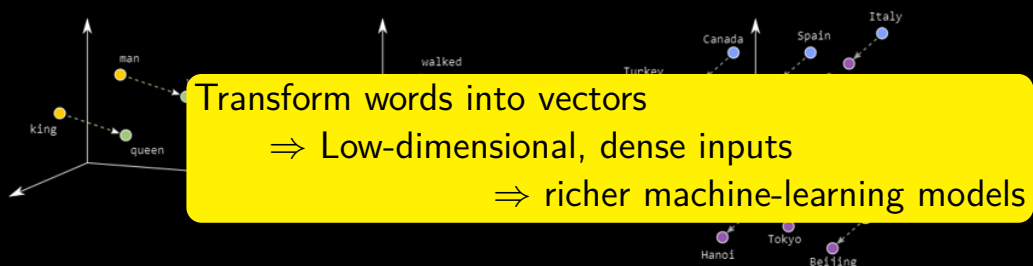 Italy
Canada
Spain
man
walked
Turkey
Transform words into vectors
⇒ Low-dimensional, dense inputs
⇒ richer machine-learning models
king
queen
Tokyo
Hanoi
Beijing